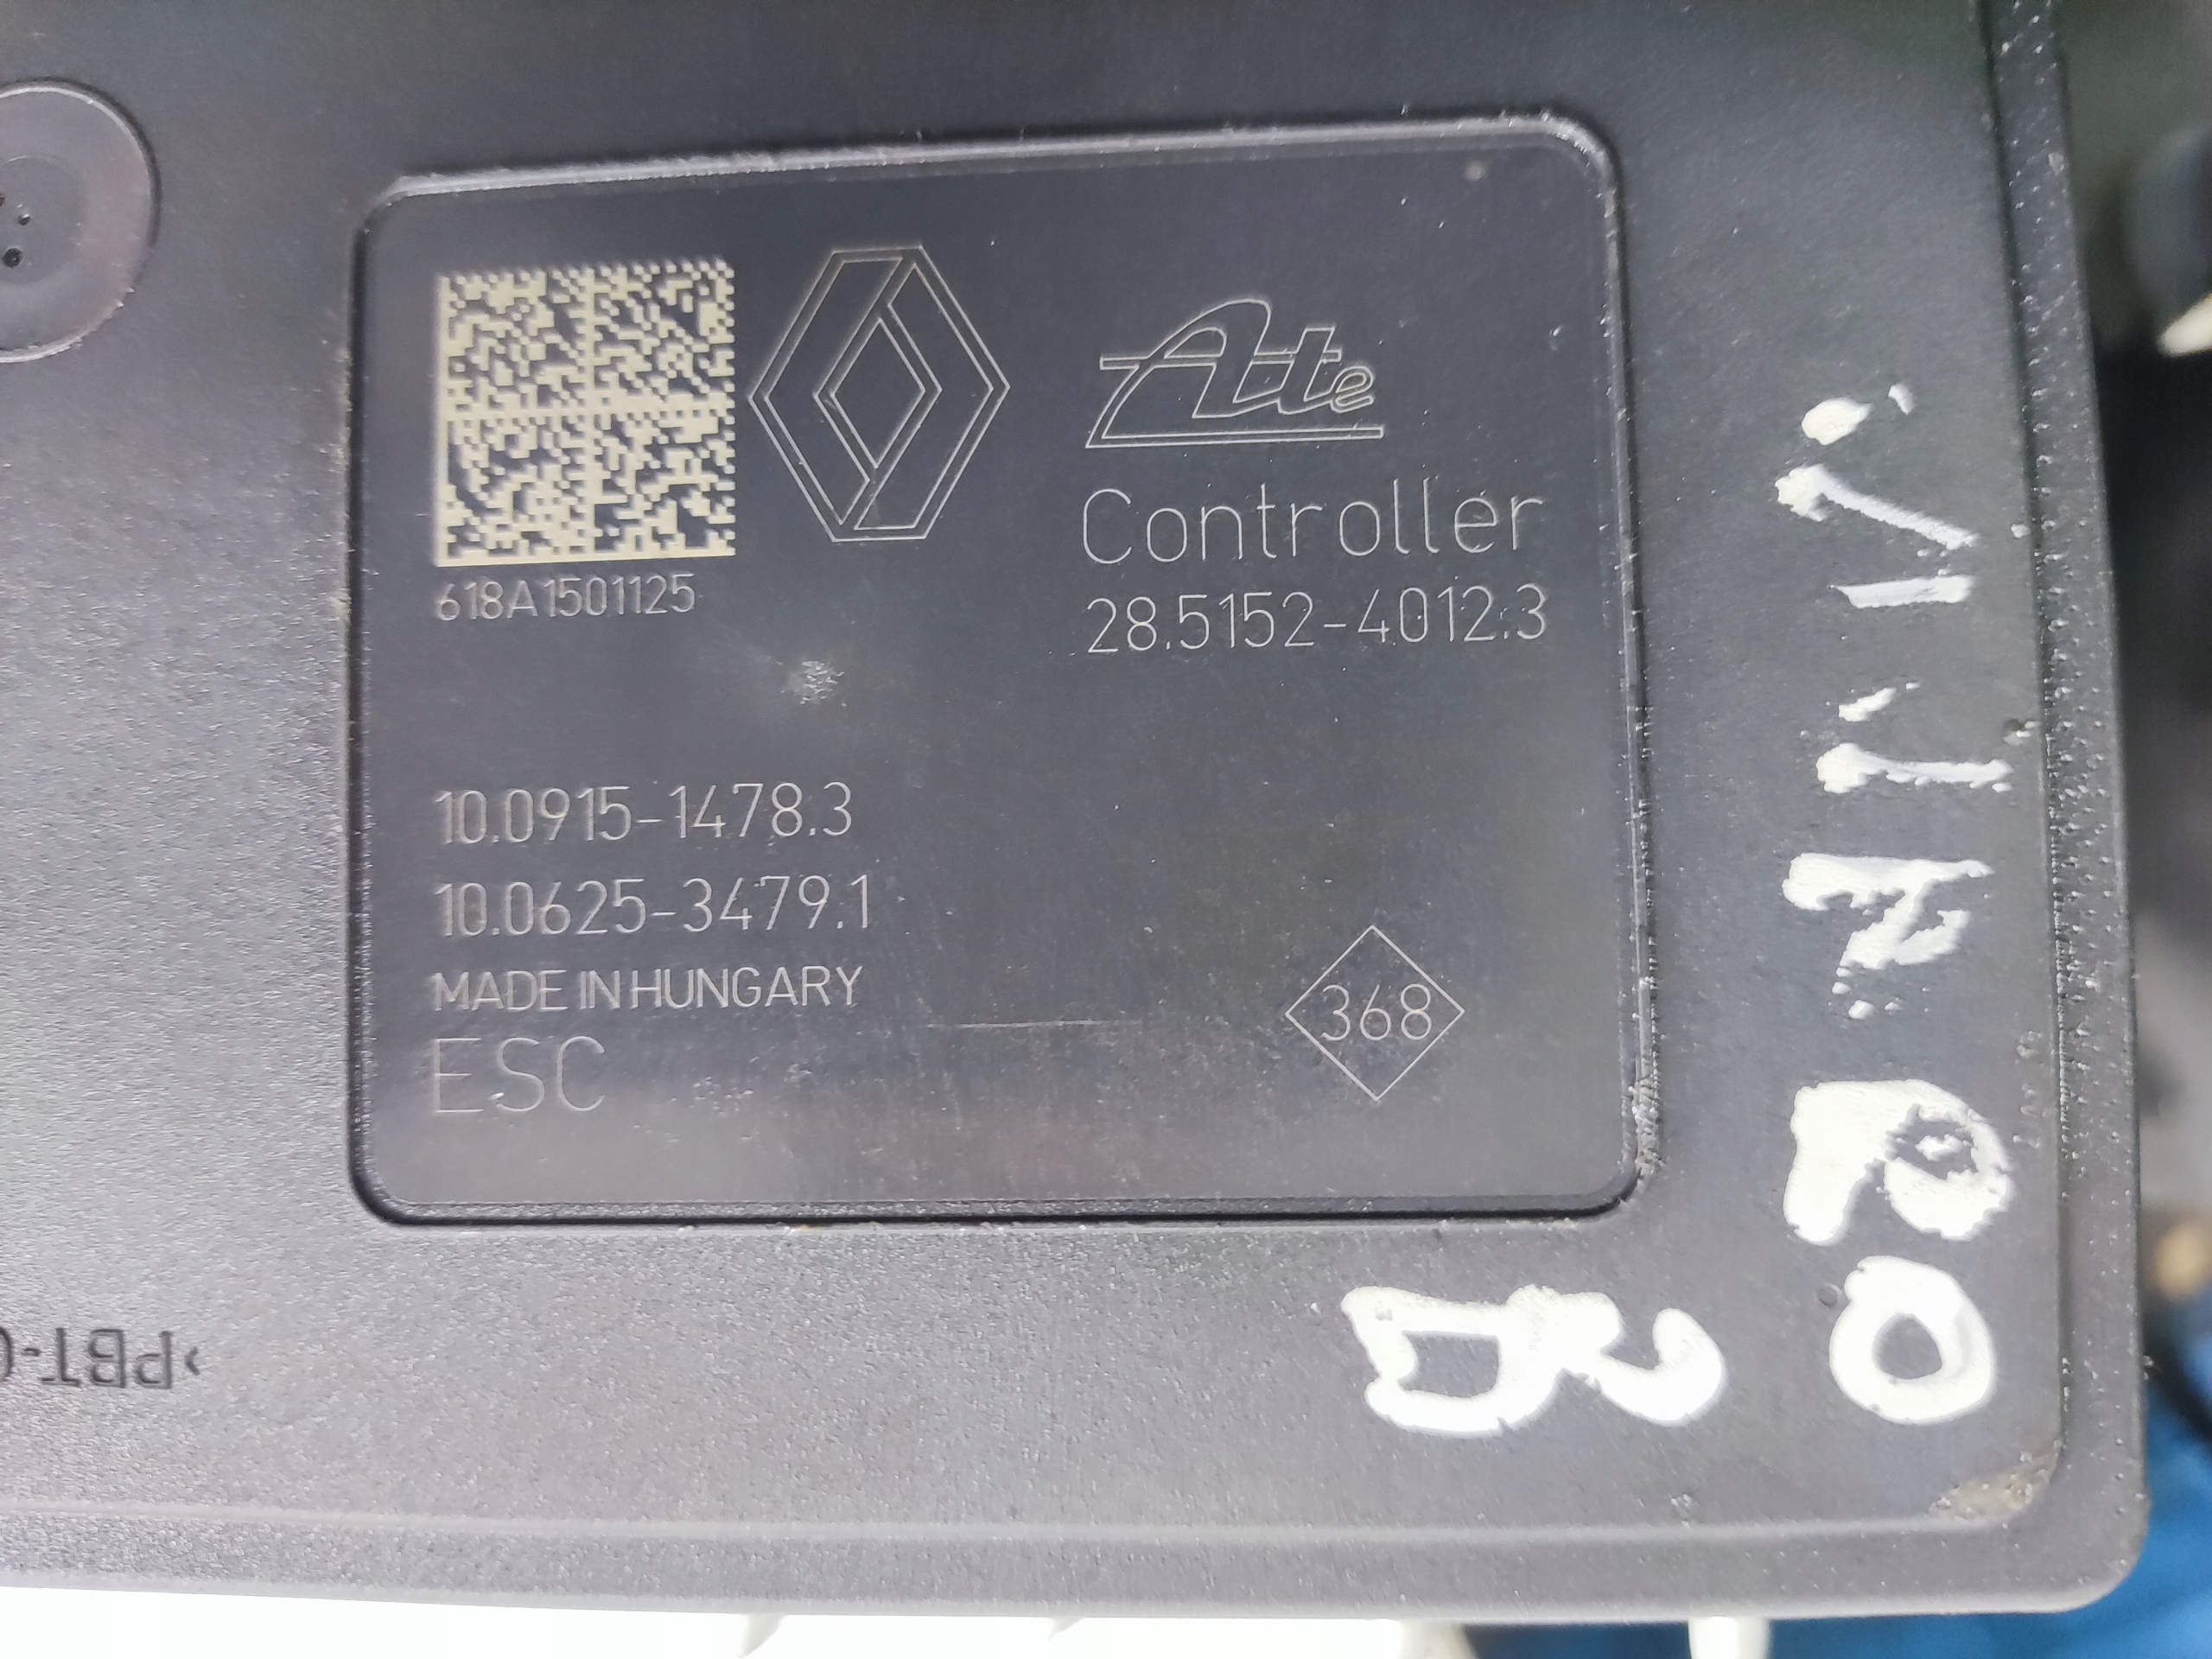 Ate
Controller
28.5152-4012.3
618A1501125
10.0915-1478.3
10.0625-3479.1
MADE IN HUNGARY
ESC
368